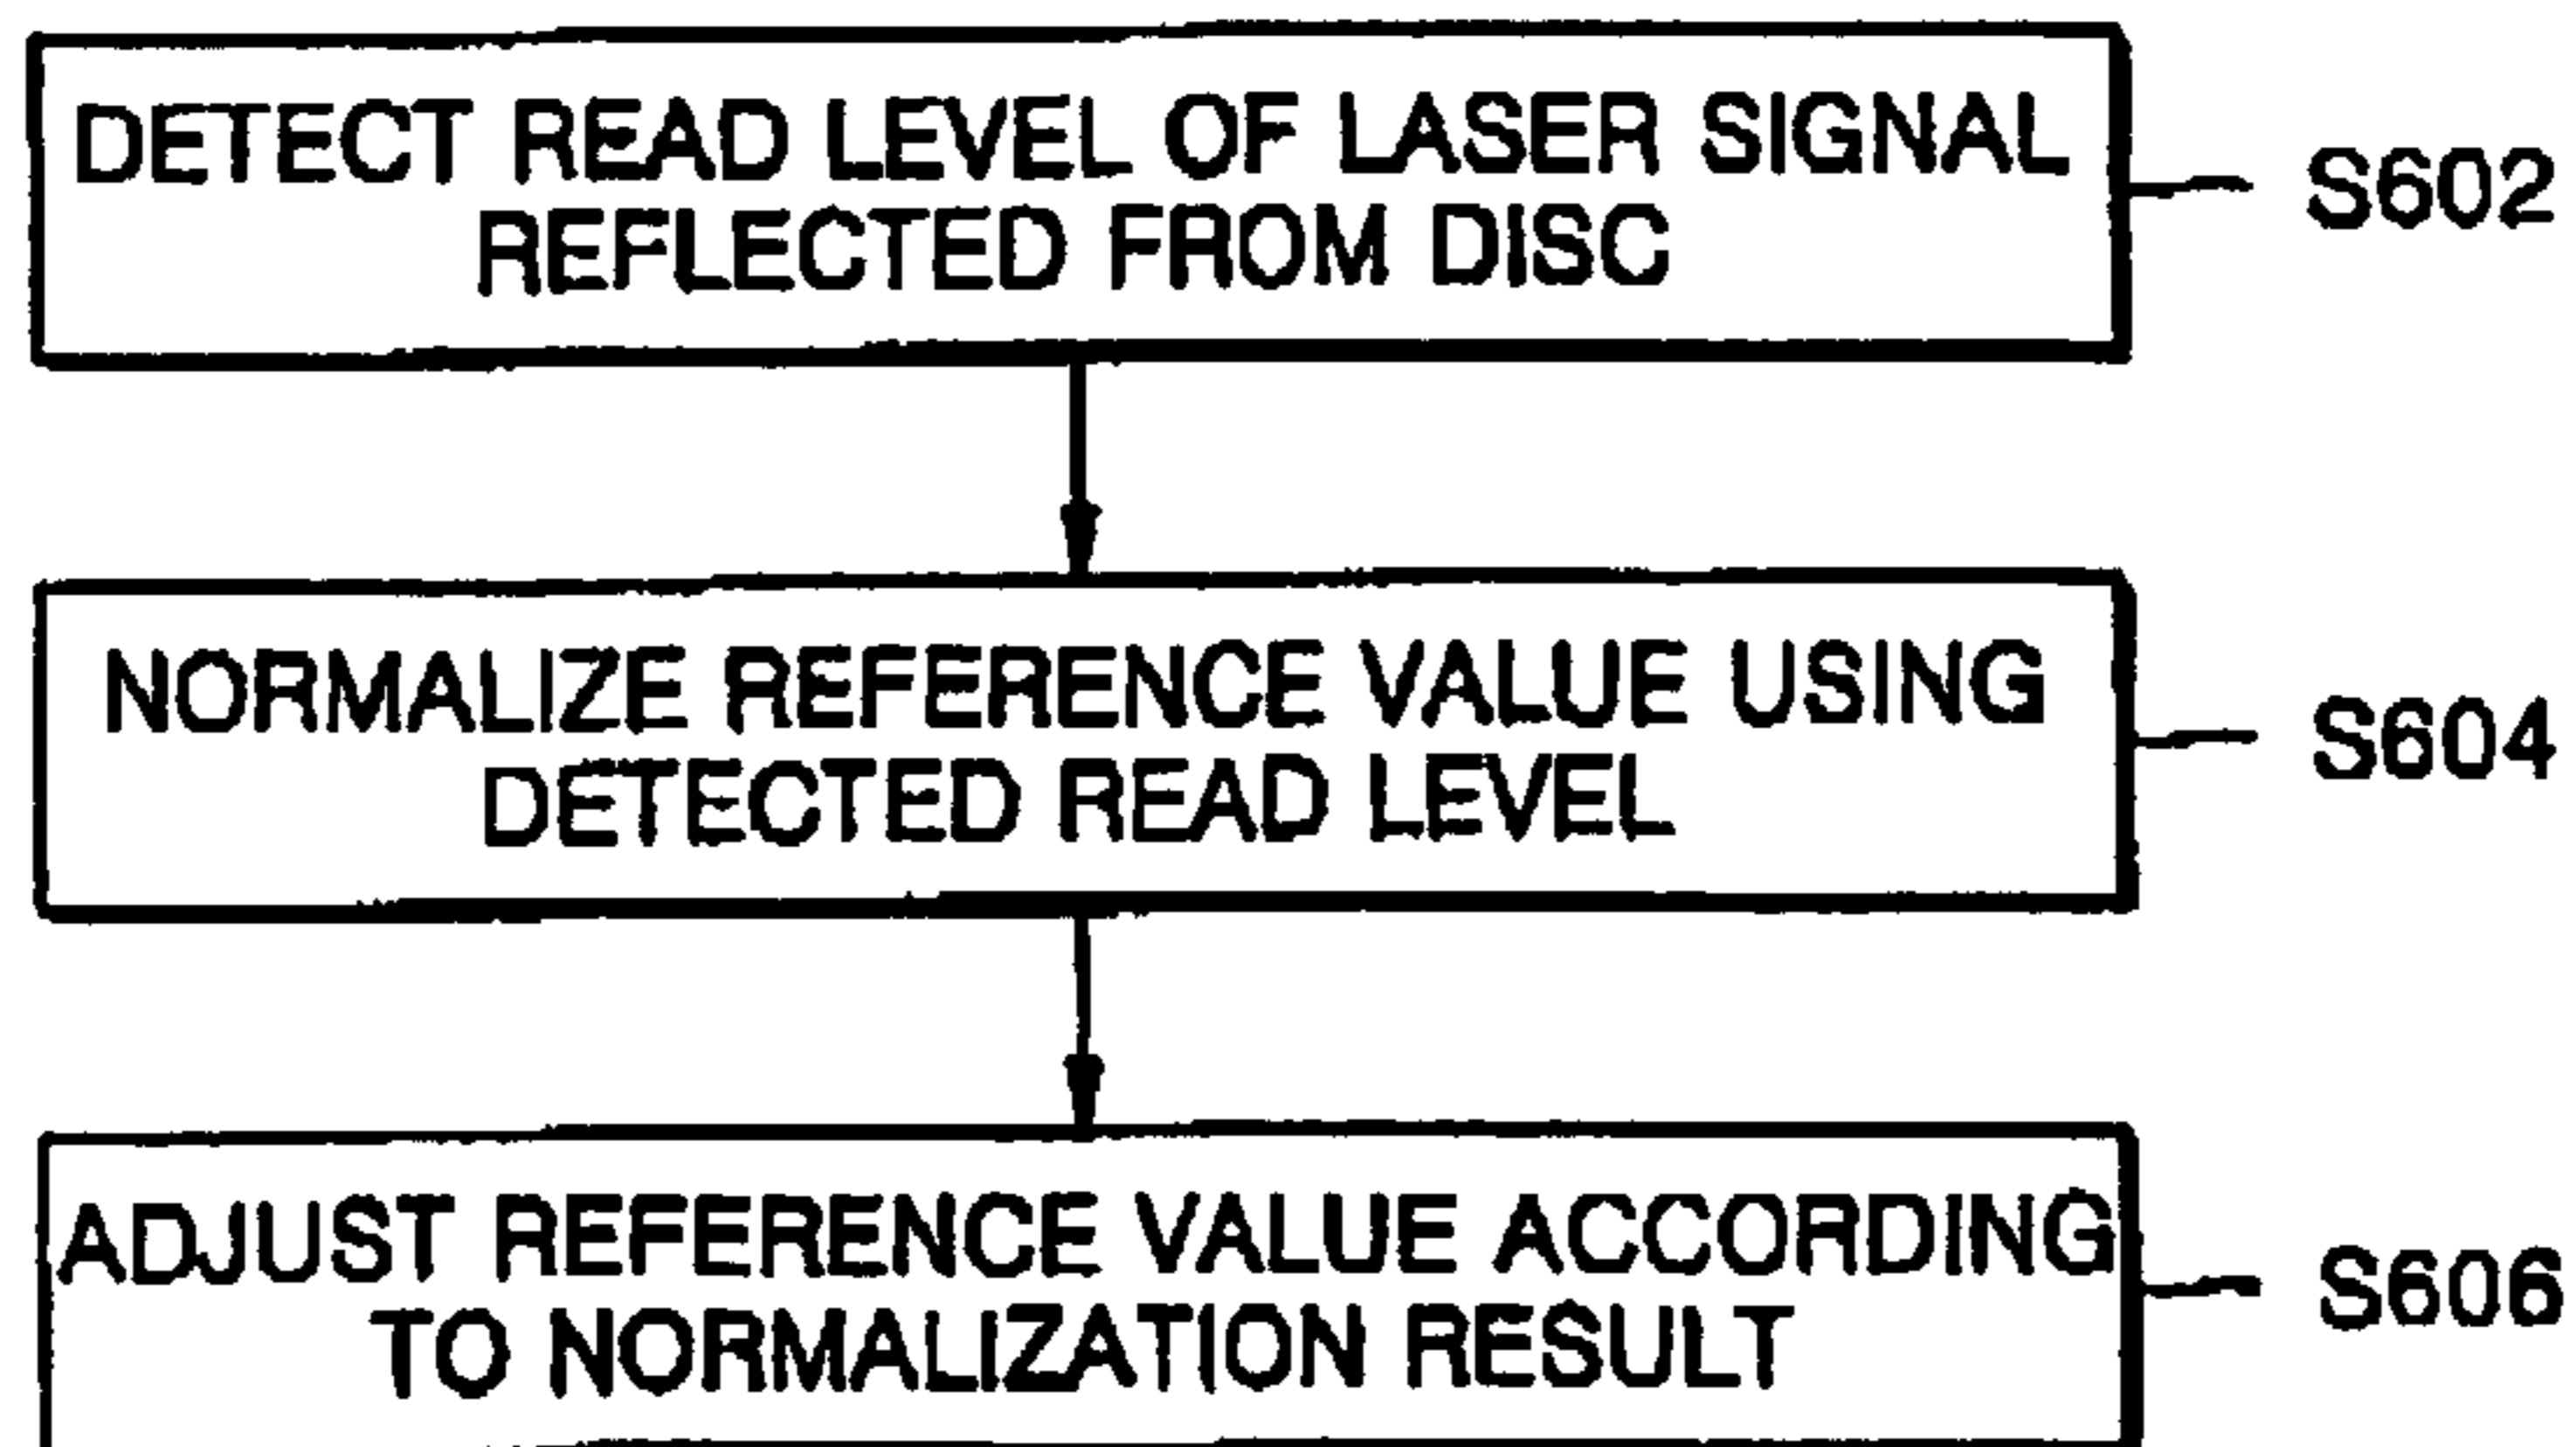 DETECT READ LEVEL OF LASER SIGNAL
REFLECTED FROM DISC
S602
NORMALIZE REFERENCE VALUE USING
DETECTED READ LEVEL
S604
ADJUST REFERENCE VALUE ACCORDING
TO NORMALIZATION RESULT
S606